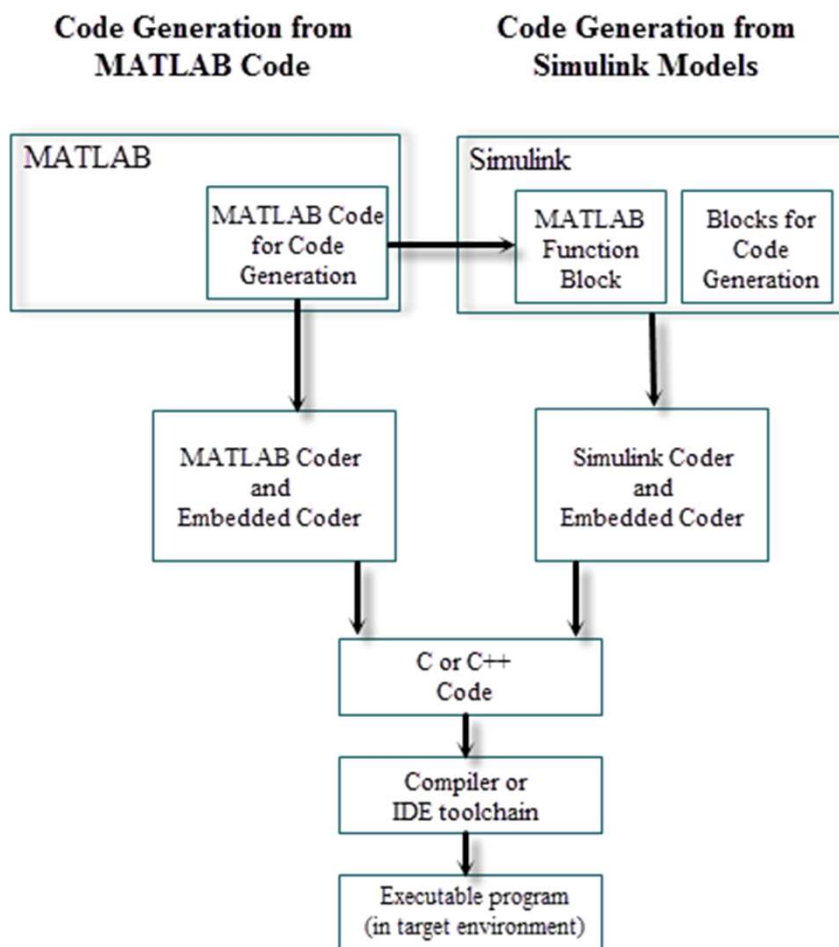 Code Generation from
MATLAB Code
Code Generation from
Simulink Models
MATLAB
MATLAB Code
for Code
Generation
Simulink
MATLAB
Function
Block
Blocks for
Code
Generation
MATLAB Coder
and
Embedded Coder
Simulink Coder
and
Embedded Coder
C or C++
Code
Compiler or
IDE toolchain
Executable program
(in target environment)